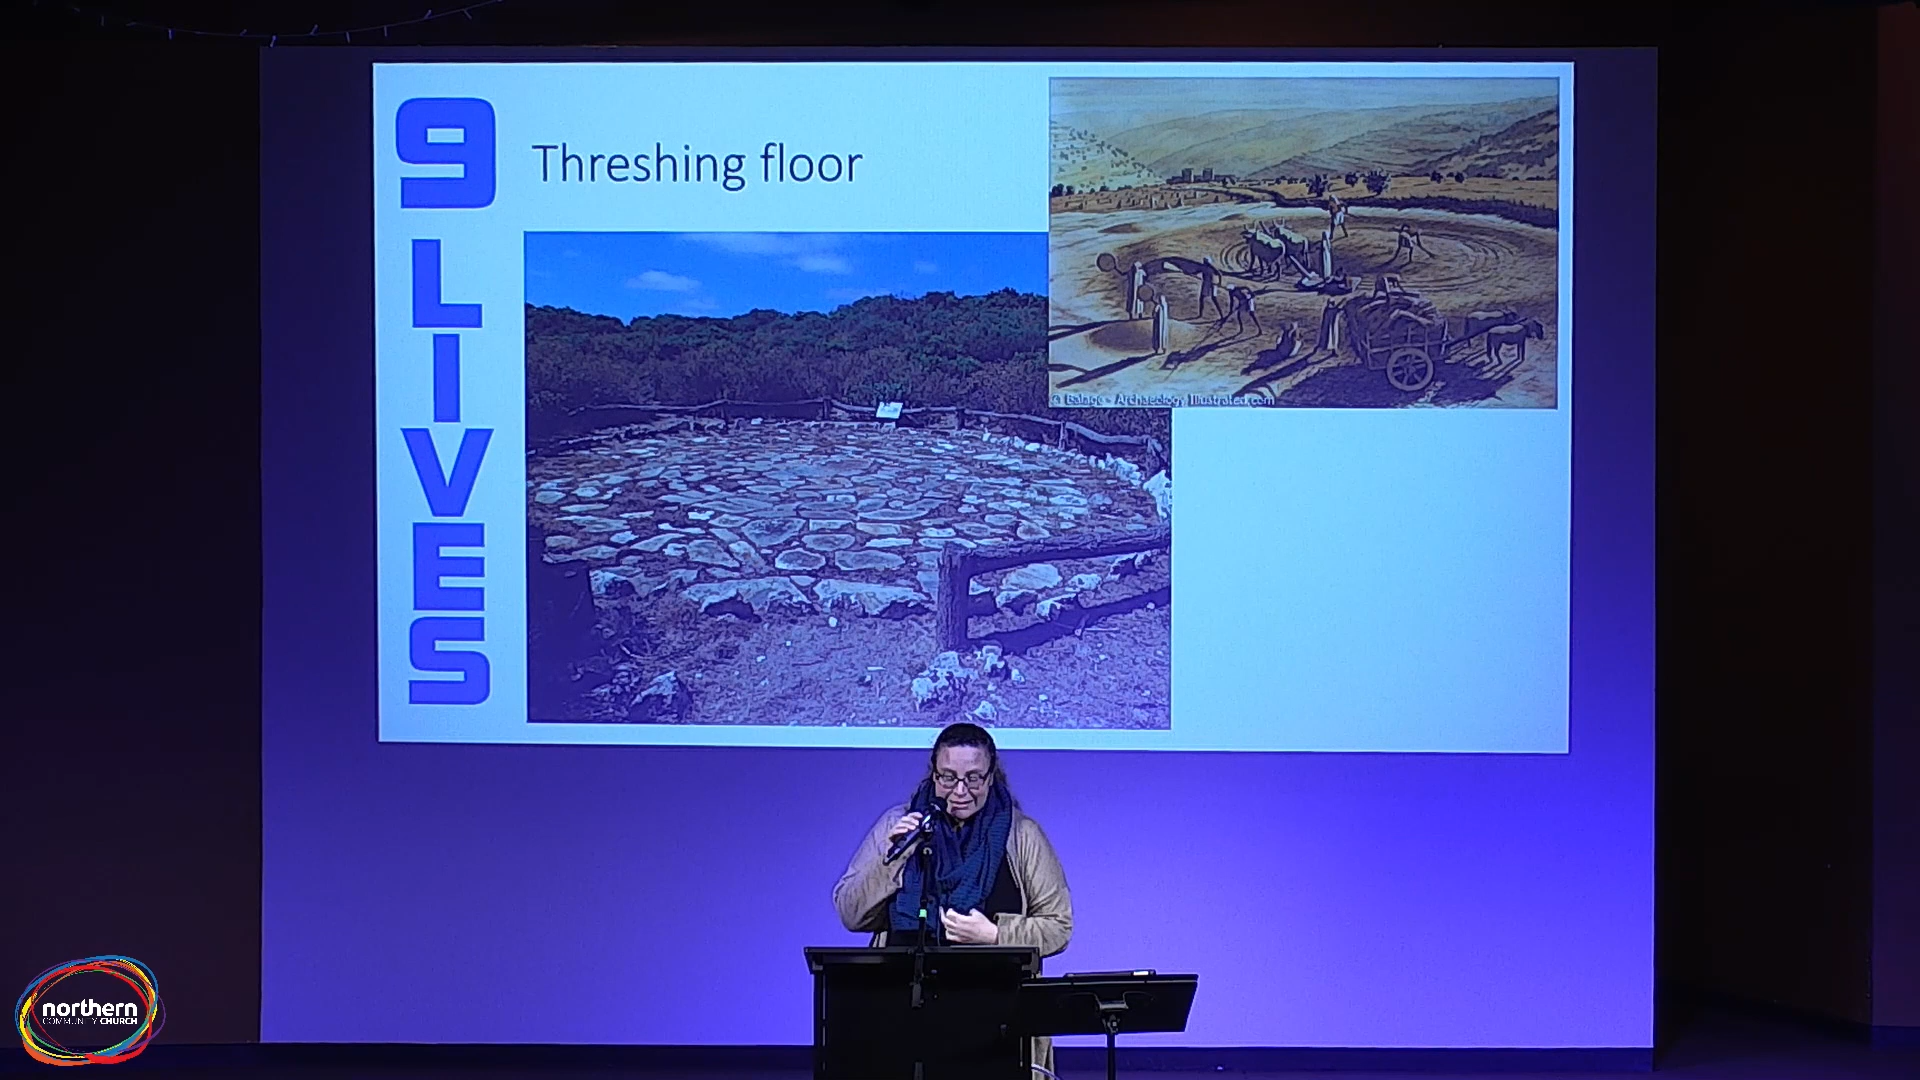 9
LIVES
Threshing floor
© Balage - Archaeology Illustrated.com
northern
COMMUNITY CHURCH